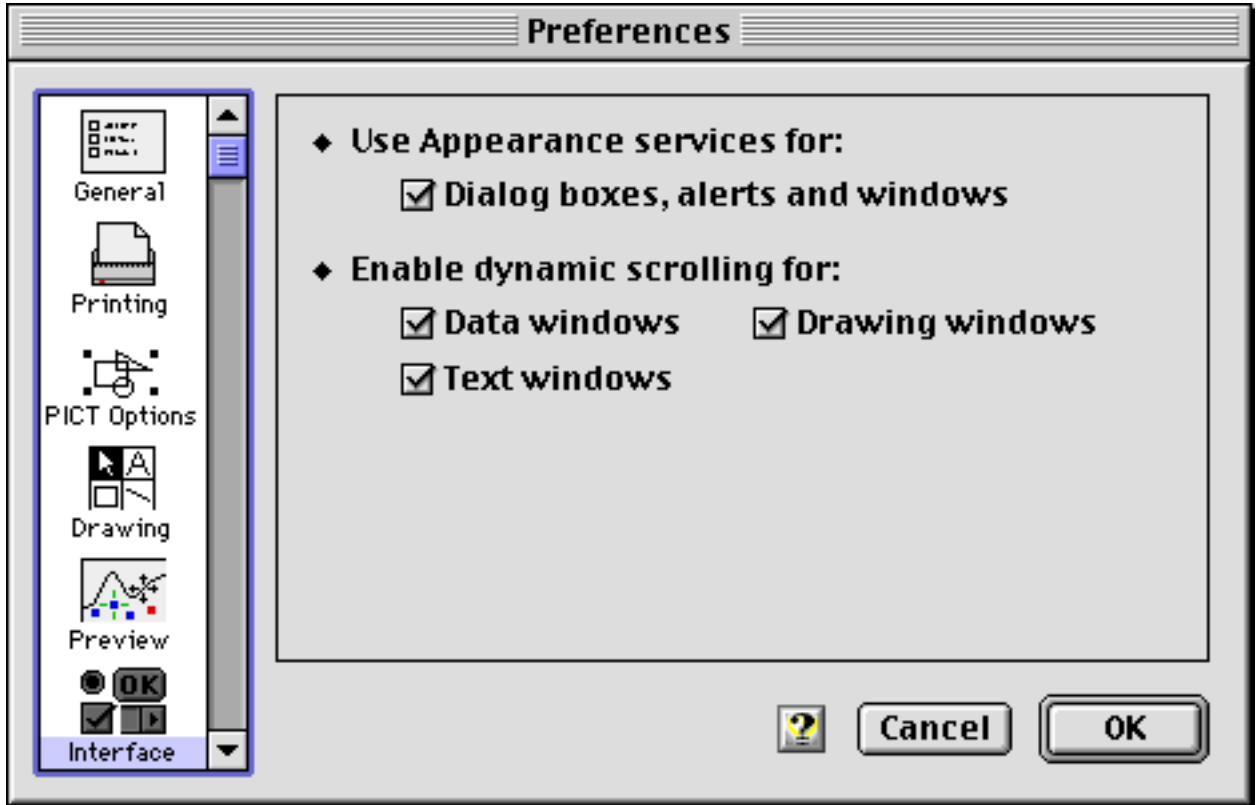 Preferences
General
Printing
PICT Options
Drawing
Preview
OK
Interface
Use Appearance services for:
Dialog boxes, alerts and windows
Enable dynamic scrolling for:
Data windows
Drawing windows
Text windows
?
Cancel
OK